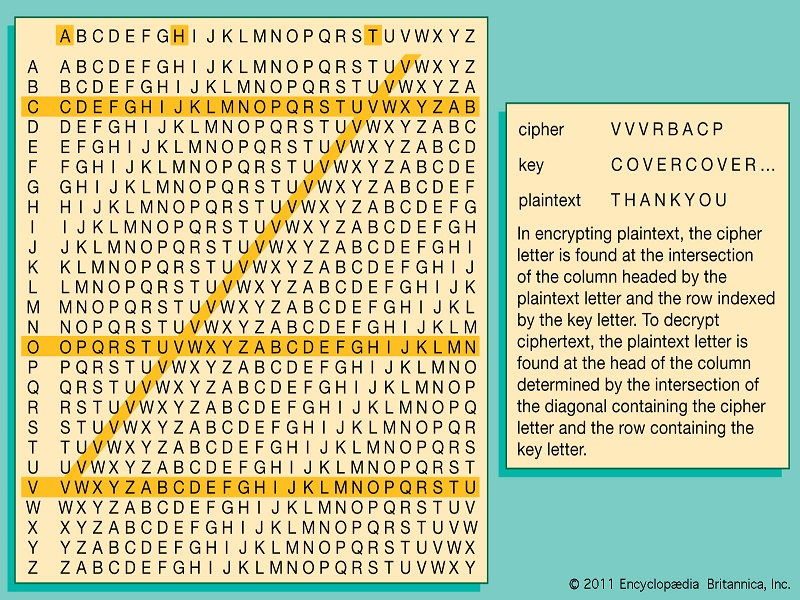 A B C D E F G H I J K L M N O P Q R S T U V W X Y Z
A A B C D E F G H I J K L M N O P Q R S T U V W X Y Z
B B C D E F G H I J K L M N O P Q R S T U V W X Y Z A
C C D E F G H I J K L M N O P Q R S T U V W X Y Z A B
D D E F G H I J K L M N O P Q R S T U V W X Y Z A B C
E E F G H I J K L M N O P Q R S T U V W X Y Z A B C D
F F G H I J K L M N O P Q R S T U V W X Y Z A B C D E
G G H I J K L M N O P Q R S T U V W X Y Z A B C D E F
H H I J K L M N O P Q R S T U V W X Y Z A B C D E F G
I I J K L M N O P Q R S T U V W X Y Z A B C D E F G H
J J K L M N O P Q R S T U V W X Y Z A B C D E F G H I
K K L M N O P Q R S T U V W X Y Z A B C D E F G H I J
L L M N O P Q R S T U V W X Y Z A B C D E F G H I J K
M M N O P Q R S T U V W X Y Z A B C D E F G H I J K L
N N O P Q R S T U V W X Y Z A B C D E F G H I J K L M
O O P Q R S T U V W X Y Z A B C D E F G H I J K L M N
P P Q R S T U V W X Y Z A B C D E F G H I J K L M N O
Q Q R S T U V W X Y Z A B C D E F G H I J K L M N O P
R R S T U V W X Y Z A B C D E F G H I J K L M N O P Q
S S T U V W X Y Z A B C D E F G H I J K L M N O P Q R
T T U V W X Y Z A B C D E F G H I J K L M N O P Q R S
U U V W X Y Z A B C D E F G H I J K L M N O P Q R S T
V V W X Y Z A B C D E F G H I J K L M N O P Q R S T U
W W X Y Z A B C D E F G H I J K L M N O P Q R S T U V
X X Y Z A B C D E F G H I J K L M N O P Q R S T U V W
Y Y Z A B C D E F G H I J K L M N O P Q R S T U V W X
Z Z A B C D E F G H I J K L M N O P Q R S T U V W X Y
cipher V V V R B A C P
key C O V E R C O V E R ...
plaintext T H A N K Y O U
In encrypting plaintext, the cipher
letter is found at the intersection
of the column headed by the
plaintext letter and the row indexed
by the key letter. To decrypt
ciphertext, the plaintext letter is
found at the head of the column
determined by the intersection of
the diagonal containing the cipher
letter and the row containing the
key letter.
© 2011 Encyclopædia Britannica, Inc.